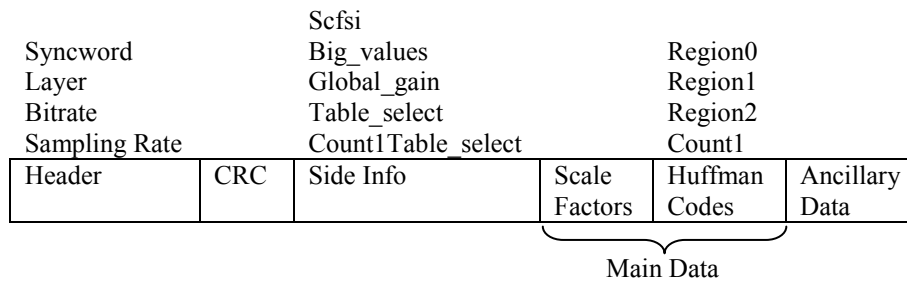 Scfsi
Syncword Big_values Region0
Layer Global_gain Region1
Bitrate Table_select Region2
Sampling Rate Count1Table_select Count1
Header CRC Side Info Scale Huffman Ancillary
Factors Codes Data
Main Data